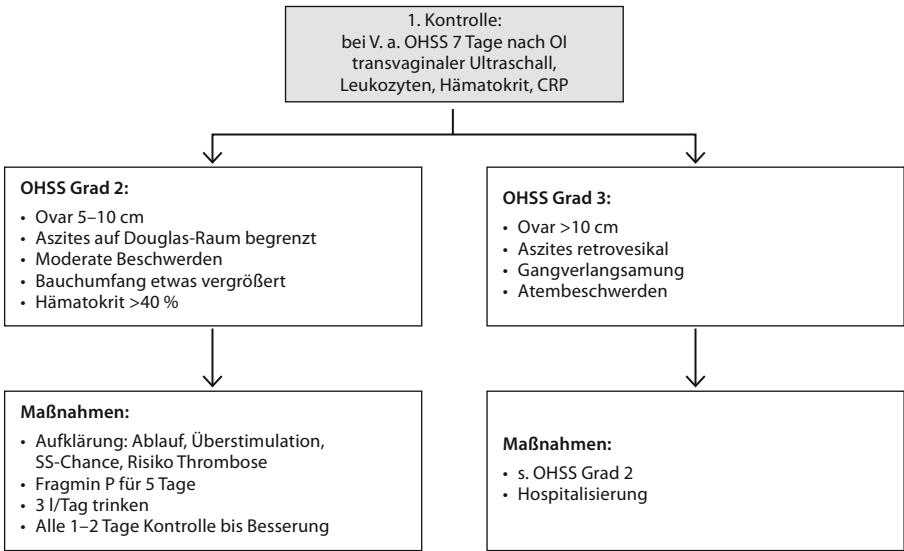 1. Kontrolle:
bei V. a. OHSS 7 Tage nach OI
transvaginaler Ultraschall,
Leukozyten, Hämatokrit, CRP
OHSS Grad 2:
• Ovar 5–10 cm
• Aszites auf Douglas-Raum begrenzt
• Moderate Beschwerden
• Bauchumfang etwas vergrößert
• Hämatokrit >40 %
OHSS Grad 3:
• Ovar >10 cm
• Aszites retrovesikal
• Gangverlangsamung
• Atembeschwerden
Maßnahmen:
• Aufklärung: Ablauf, Überstimulation,
SS-Chance, Risiko Thrombose
• Fragmin P für 5 Tage
• 3 l/Tag trinken
• Alle 1–2 Tage Kontrolle bis Besserung
Maßnahmen:
• s. OHSS Grad 2
• Hospitalisierung